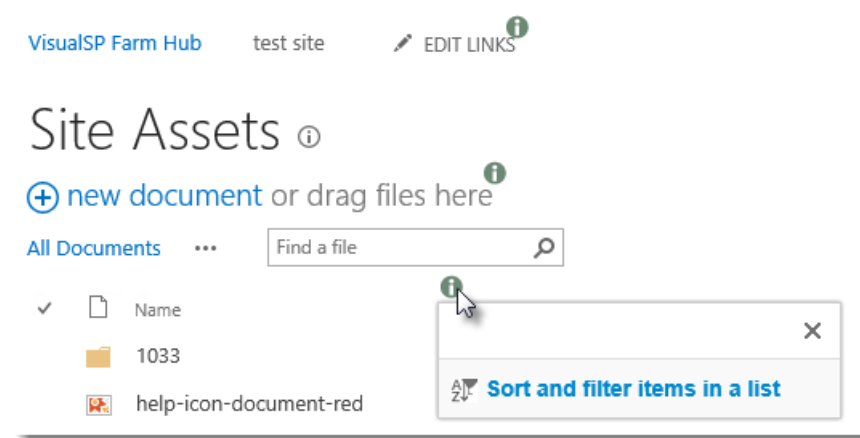 VisualSP Farm Hub test site EDIT LINKS
Site Assets
new document or drag files here
All Documents ... Find a file
Name
1033
Sort and filter items in a list
help-icon-document-red